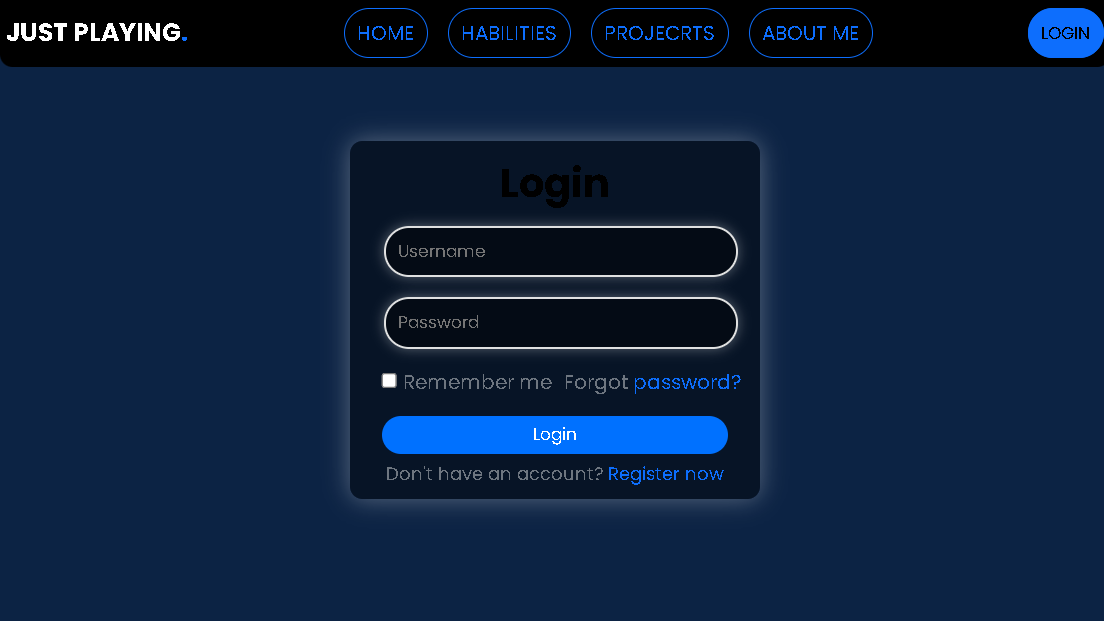 JUST PLAYING.
HOME
HABILITIES
PROJECRTS
ABOUT ME
LOGIN
Login
Username
Password
Remember me Forgot password?
Login
Don't have an account? Register now